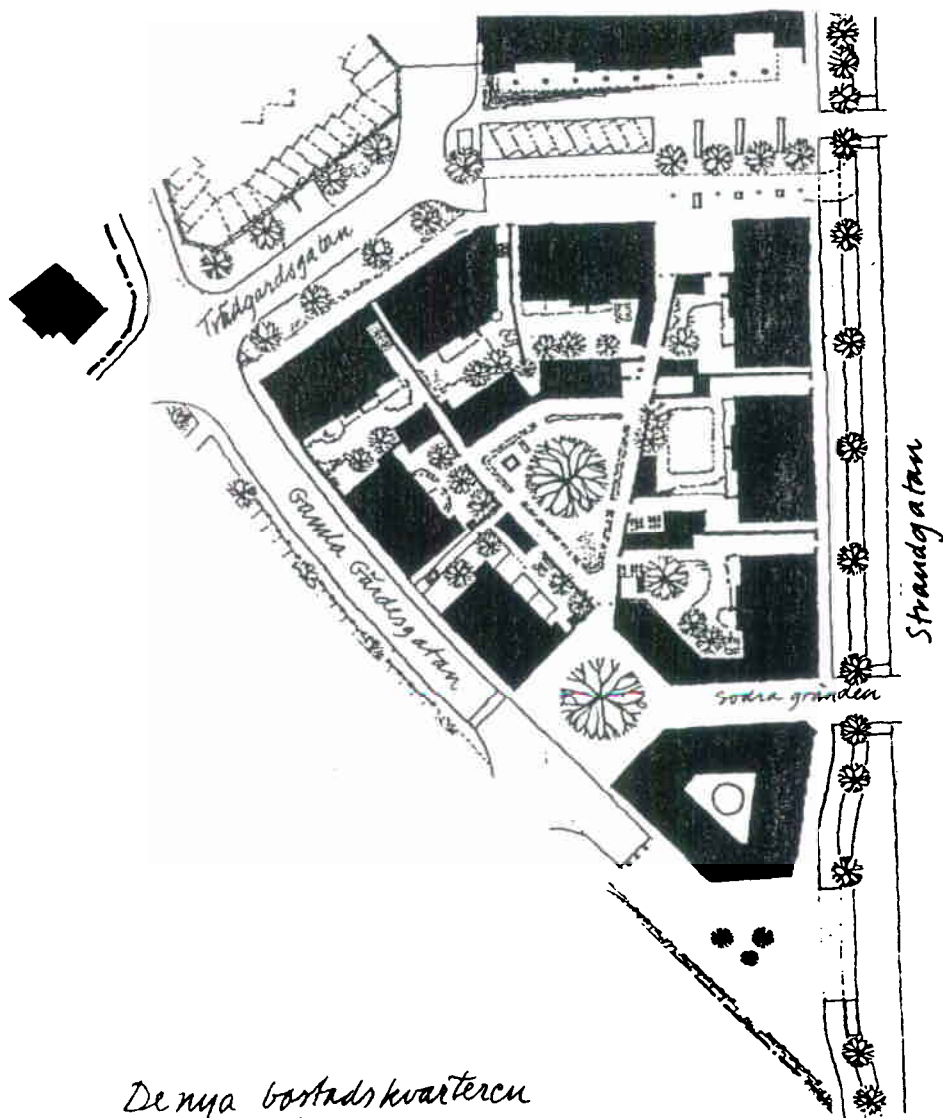 Trädgårdsgatan
Gamla Gärdesgatan
Strandgatan
Södra gränden
De nya bostadskvarteren